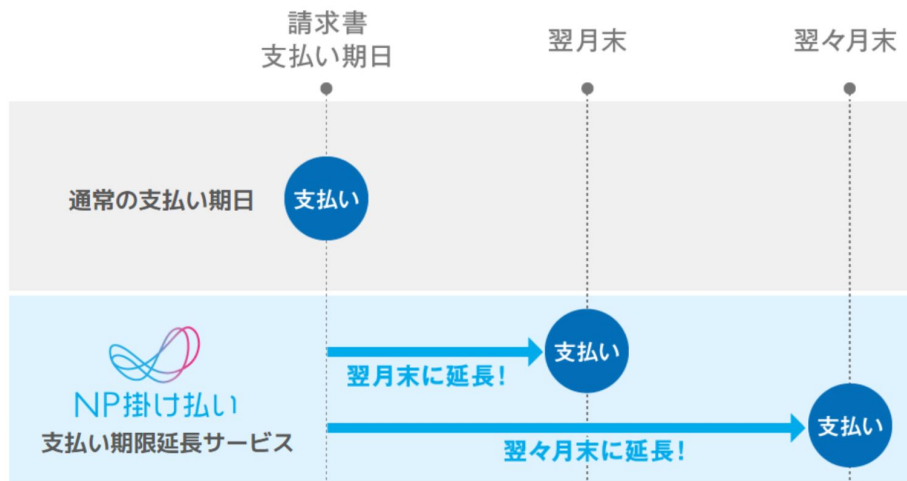 請求書
支払い期日
翌月末
翌々月末
通常の支払い期日
支払い
支払い
翌月末に延長!
NP掛け払い
支払い期限延長サービス
支払い
翌々月末に延長!